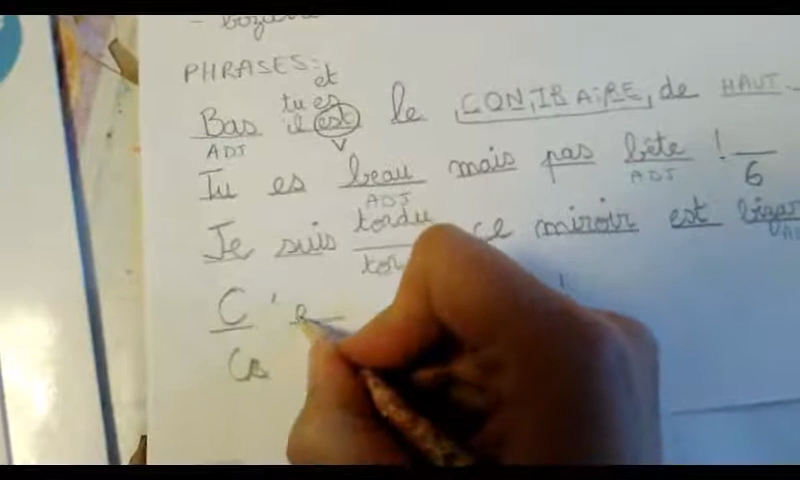 PHRASES:
et
tu es
Bas il est le CONTRAIRE, de HAUT
ADJ V
Tu es beau mais pas bête ! 6
ADJ ADJ
Je suis tordu ce miroir est
C'